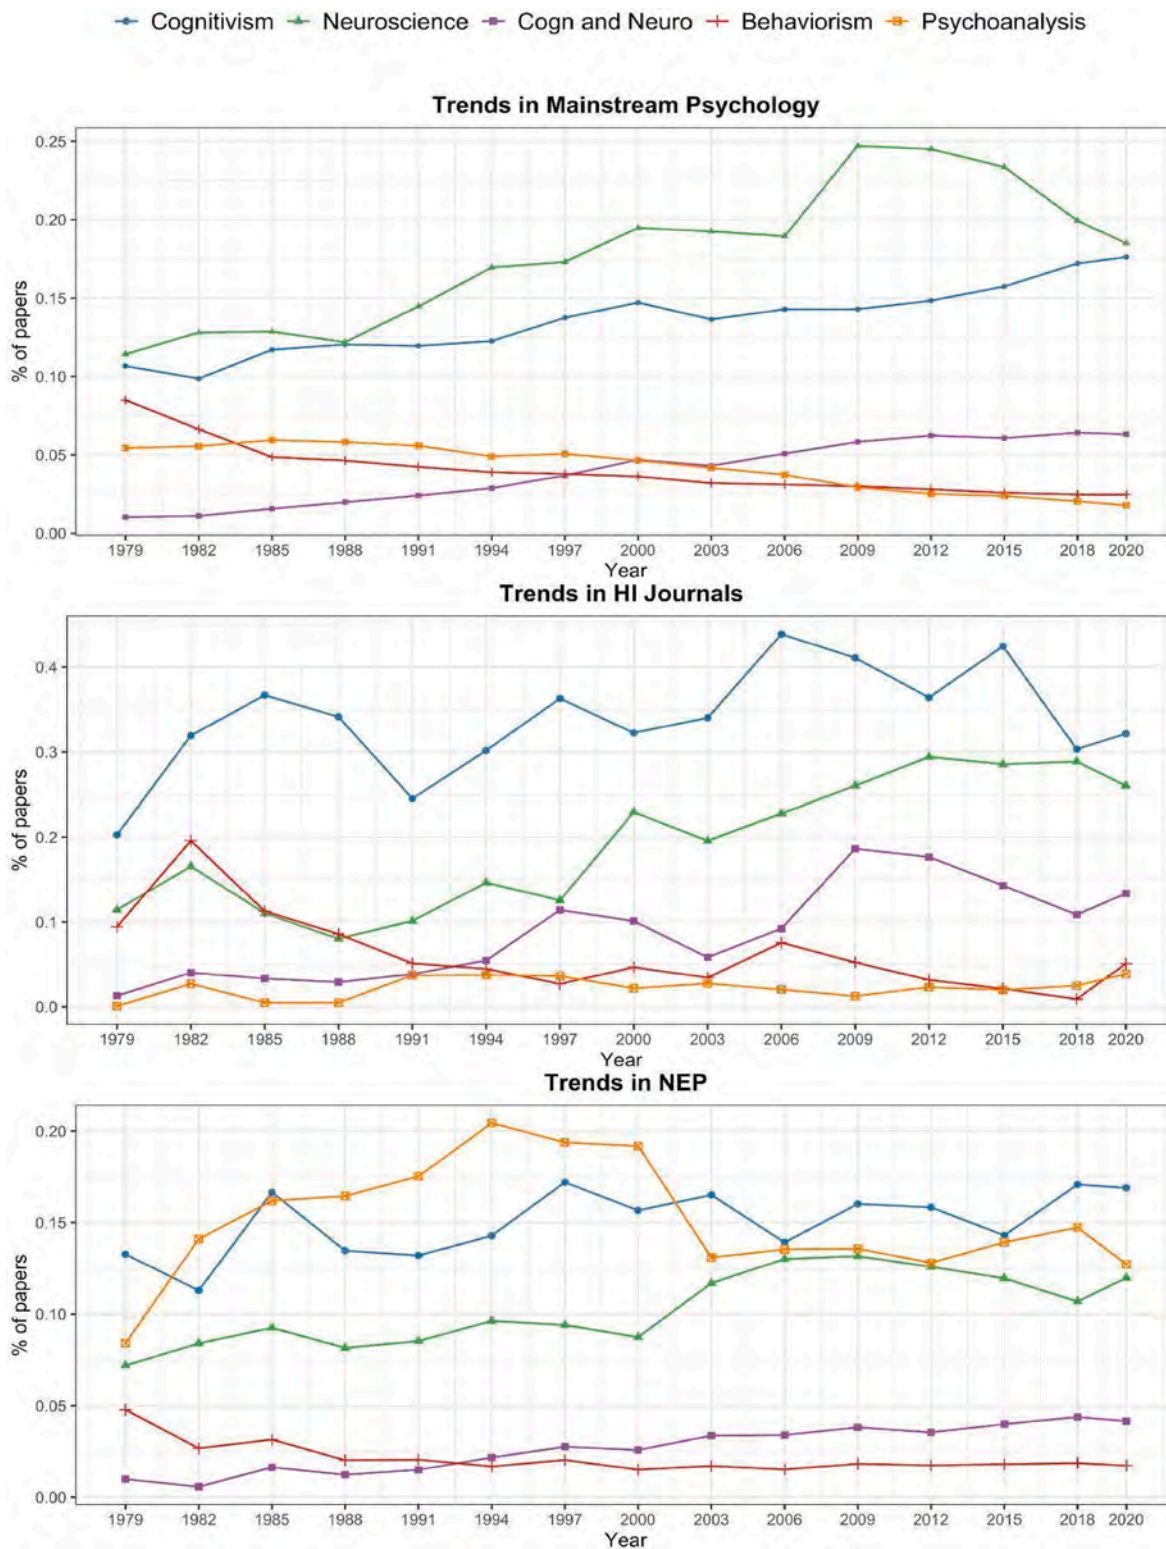 Cognitivism Neuroscience Cogn and Neuro Behaviorism Psychoanalysis
Trends in Mainstream Psychology
% of papers
0.25
0.20
0.15
0.10
0.05
0.00
1979 1982 1985 1988 1991 1994 1997 2000 2003 2006 2009 2012 2015 2018 2020
Year
Trends in HI Journals
% of papers
0.4
0.3
0.2
0.1
0.0
1979 1982 1985 1988 1991 1994 1997 2000 2003 2006 2009 2012 2015 2018 2020
Year
Trends in NEP
% of papers
0.20
0.15
0.10
0.05
0.00
1979 1982 1985 1988 1991 1994 1997 2000 2003 2006 2009 2012 2015 2018 2020
Year